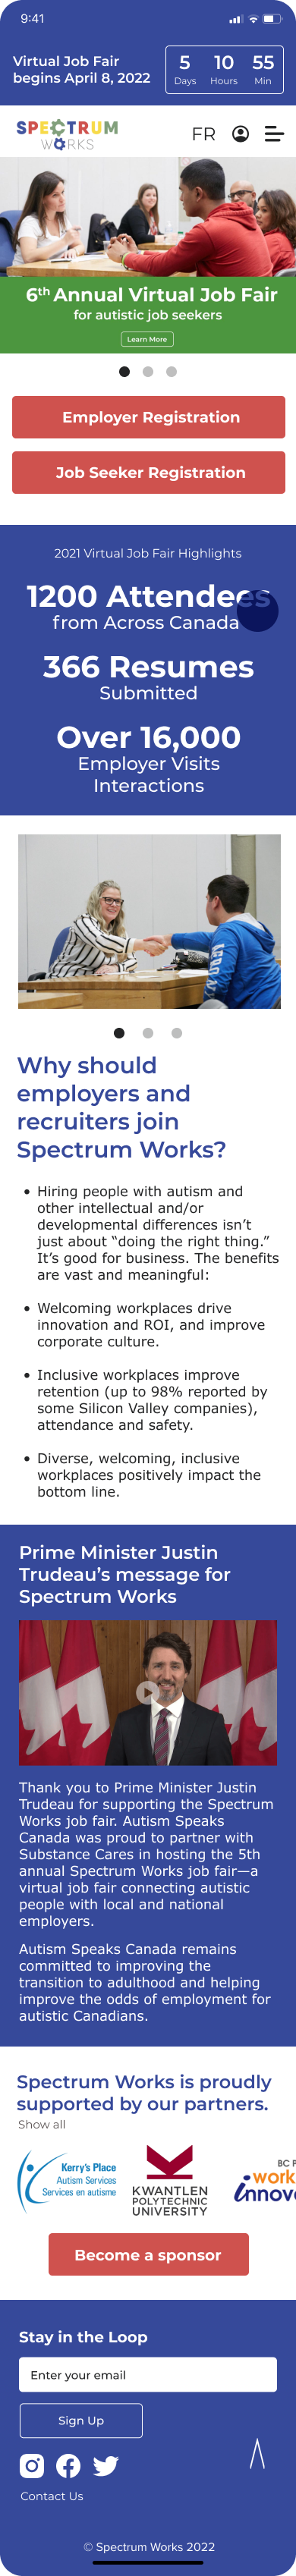 9:41
Virtual Job Fair
begins April 8, 2022
5 10 55
Days Hours Min
SPECTRUM
WORKS
FR
6th Annual Virtual Job Fair
for autistic job seekers
Learn More
Employer Registration
Job Seeker Registration
2021 Virtual Job Fair Highlights
1200 Attendees
from Across Canada
366 Resumes
Submitted
Over 16,000
Employer Visits
Interactions
Why should
employers and
recruiters join
Spectrum Works?
• Hiring people with autism and
other intellectual and/or
developmental differences isn’t
just about “doing the right thing.”
It’s good for business. The benefits
are vast and meaningful:
• Welcoming workplaces drive
innovation and ROI, and improve
corporate culture.
• Inclusive workplaces improve
retention (up to 98% reported by
some Silicon Valley companies),
attendance and safety.
• Diverse, welcoming, inclusive
workplaces positively impact the
bottom line.
Prime Minister Justin
Trudeau’s message for
Spectrum Works
Thank you to Prime Minister Justin
Trudeau for supporting the Spectrum
Works job fair. Autism Speaks
Canada was proud to partner with
Substance Cares in hosting the 5th
annual Spectrum Works job fair—a
virtual job fair connecting autistic
people with local and national
employers.
Autism Speaks Canada remains
committed to improving the
transition to adulthood and helping
improve the odds of employment for
autistic Canadians.
Spectrum Works is proudly
supported by our partners.
Show all
Kerry's Place
Autism Services
Services en autisme
KWANTLEN
POLYTECHNIC
UNIVERSITY
BC P
work
innov
Become a sponsor
Stay in the Loop
Enter your email
Sign Up
Contact Us
© Spectrum Works 2022